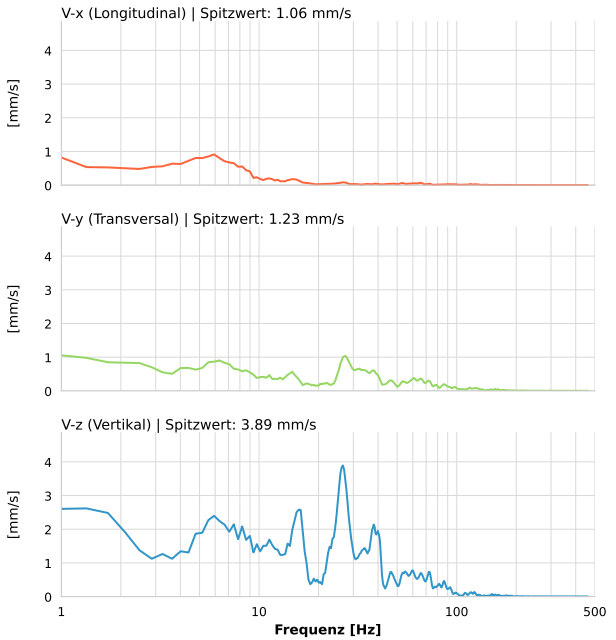 V-x (Longitudinal) | Spitzwert: 1.06 mm/s
4
3
2
1
0
[mm/s]
V-y (Transversal) | Spitzwert: 1.23 mm/s
4
3
2
1
0
[mm/s]
V-z (Vertikal) | Spitzwert: 3.89 mm/s
4
3
2
1
0
[mm/s]
1 10 100 500
Frequenz [Hz]